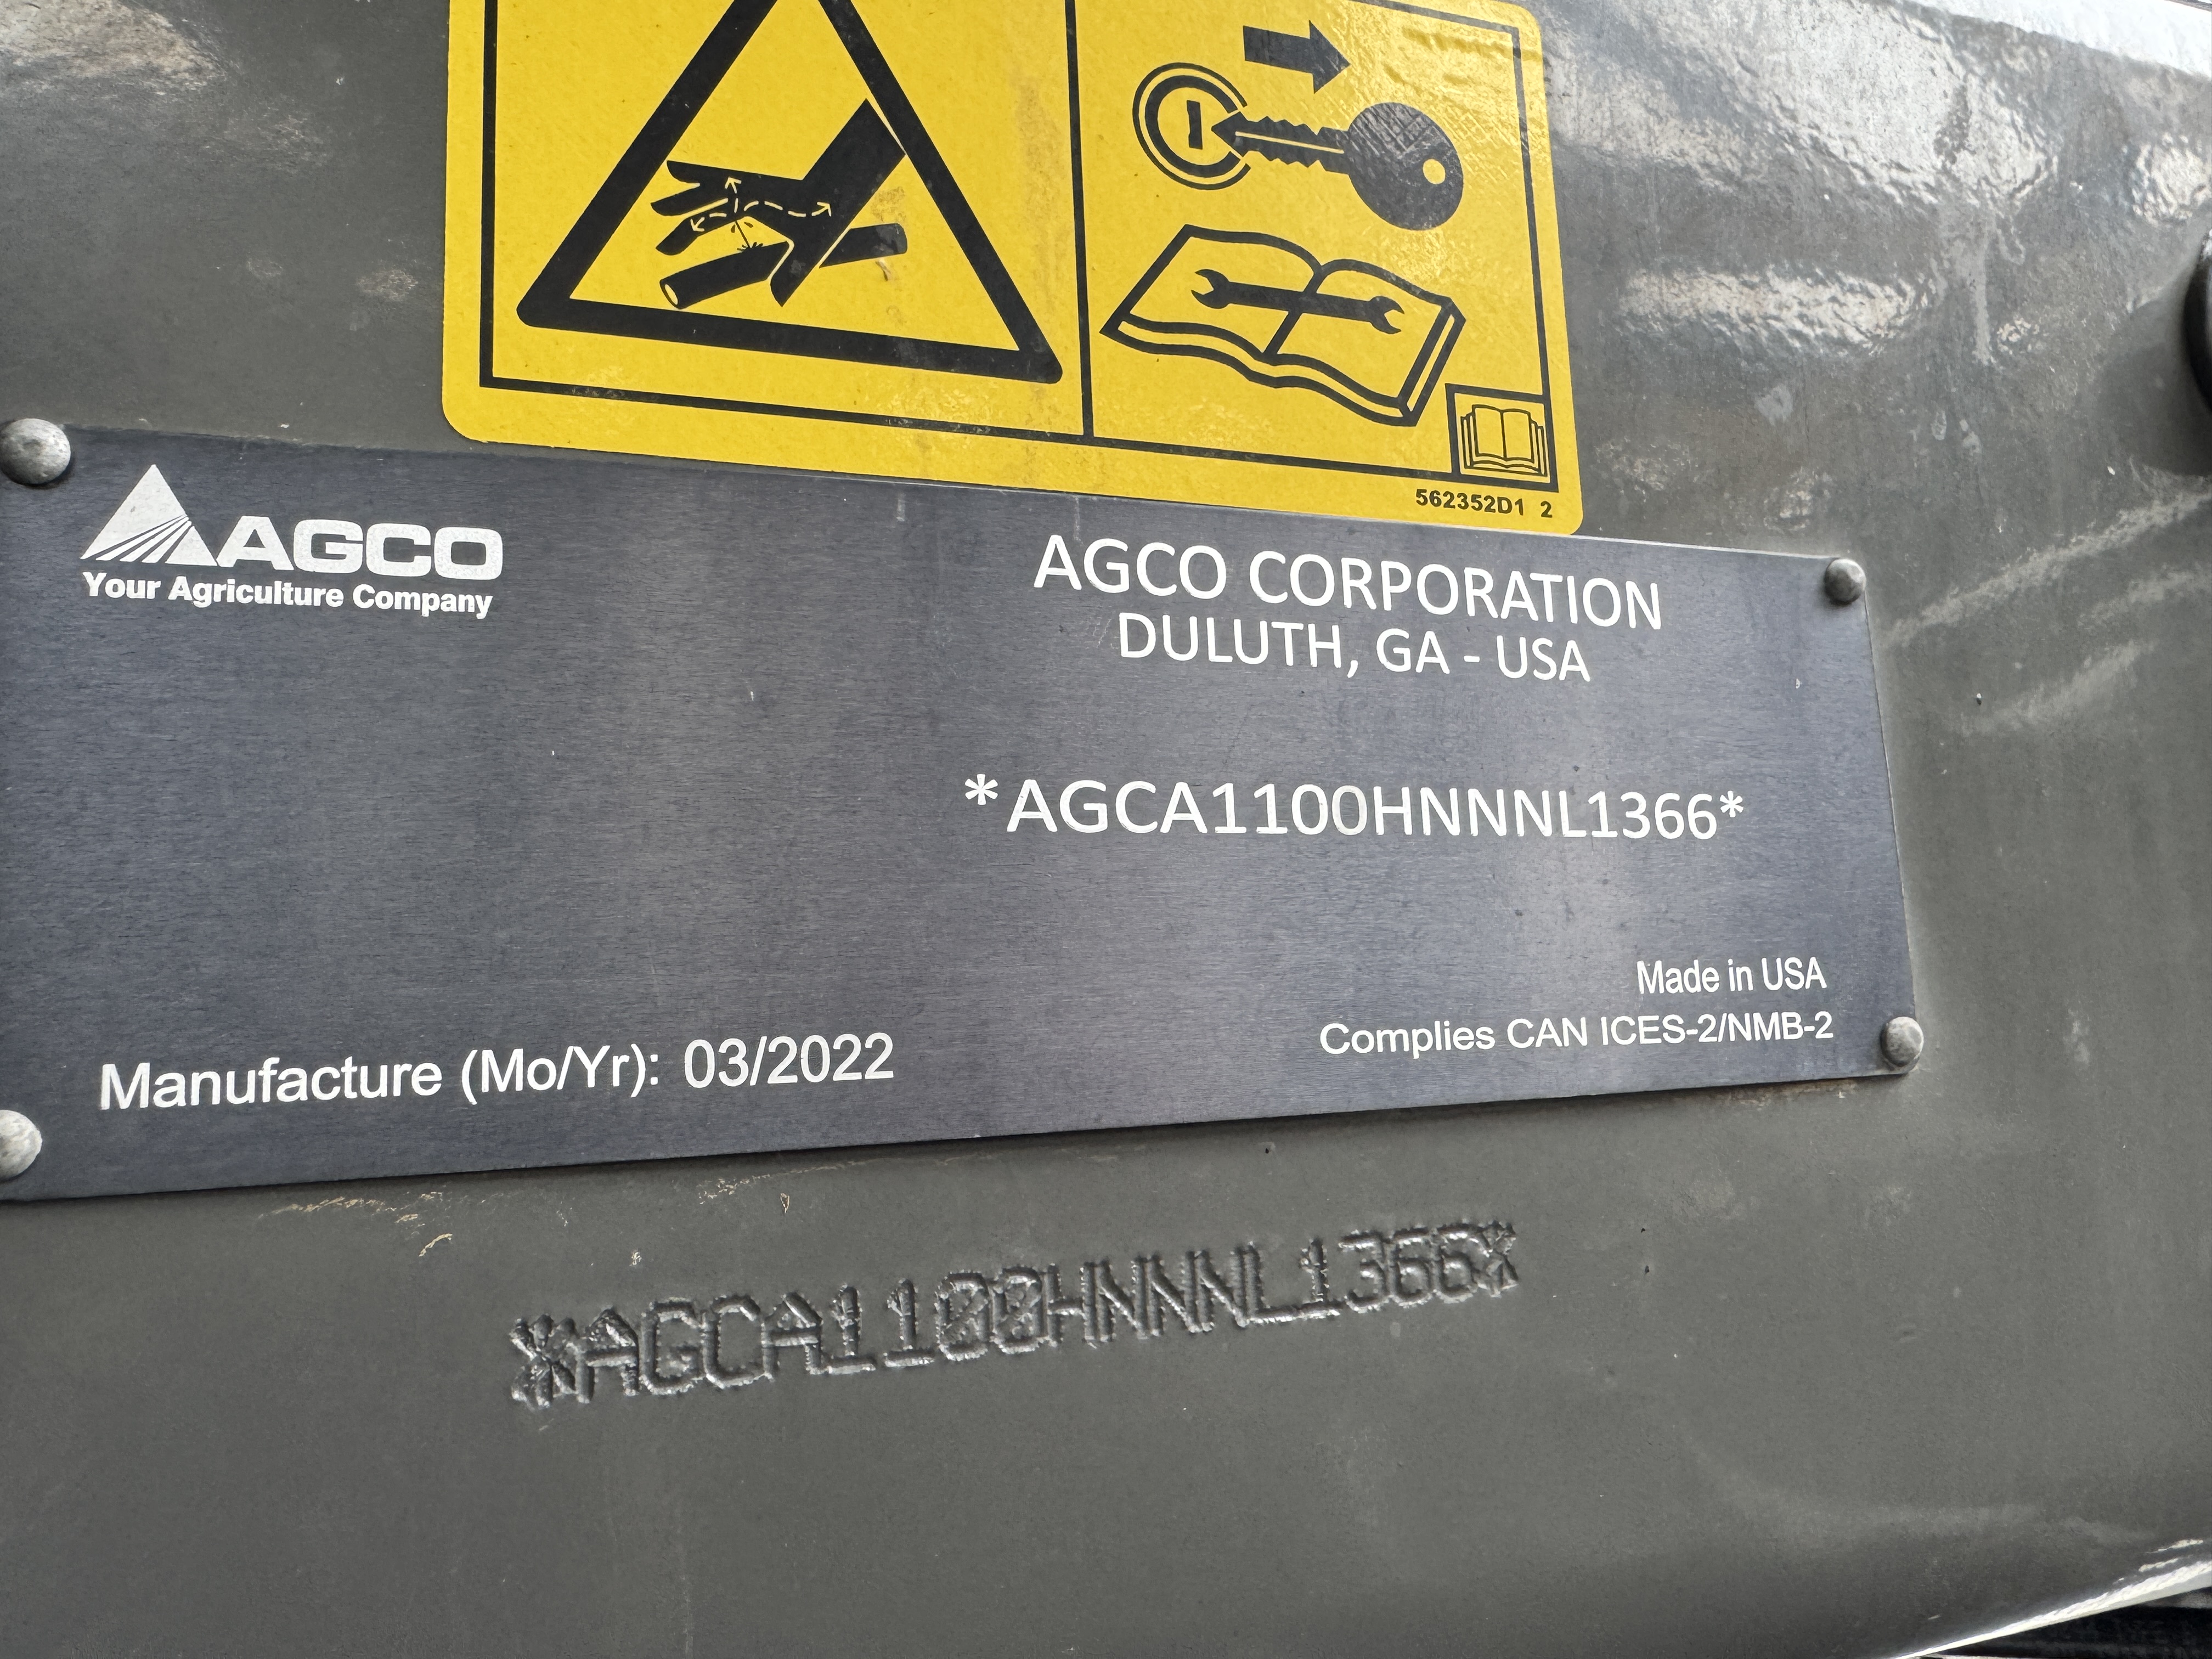 562352D1 2
AGCO
Your Agriculture Company
AGCO CORPORATION
DULUTH, GA - USA
*AGCA1100HNNNL1366*
Made in USA
Complies CAN ICES-2/NMB-2
Manufacture (Mo/Yr): 03/2022
*AGCA1100HNNNL1366*